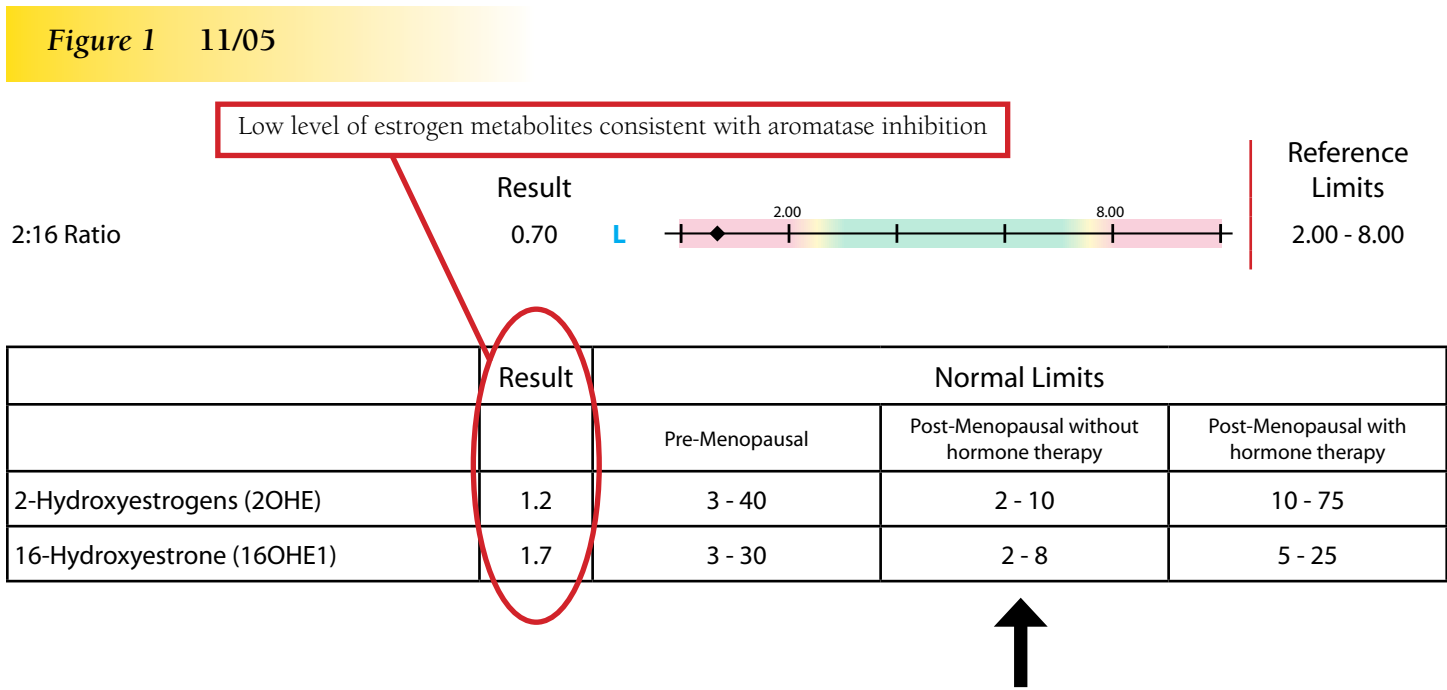 Figure 1 11/05
Low level of estrogen metabolites consistent with aromatase inhibition
Result
Reference
Limits
2:16 Ratio 0.70 L 2.00 8.00 2.00 - 8.00
Result Normal Limits
Pre-Menopausal Post-Menopausal without Post-Menopausal with
hormone therapy hormone therapy
2-Hydroxyestrogens (2OHE) 1.2 3 - 40 2 - 10 10 - 75
16-Hydroxyestrone (16OHE1) 1.7 3 - 30 2 - 8 5 - 25